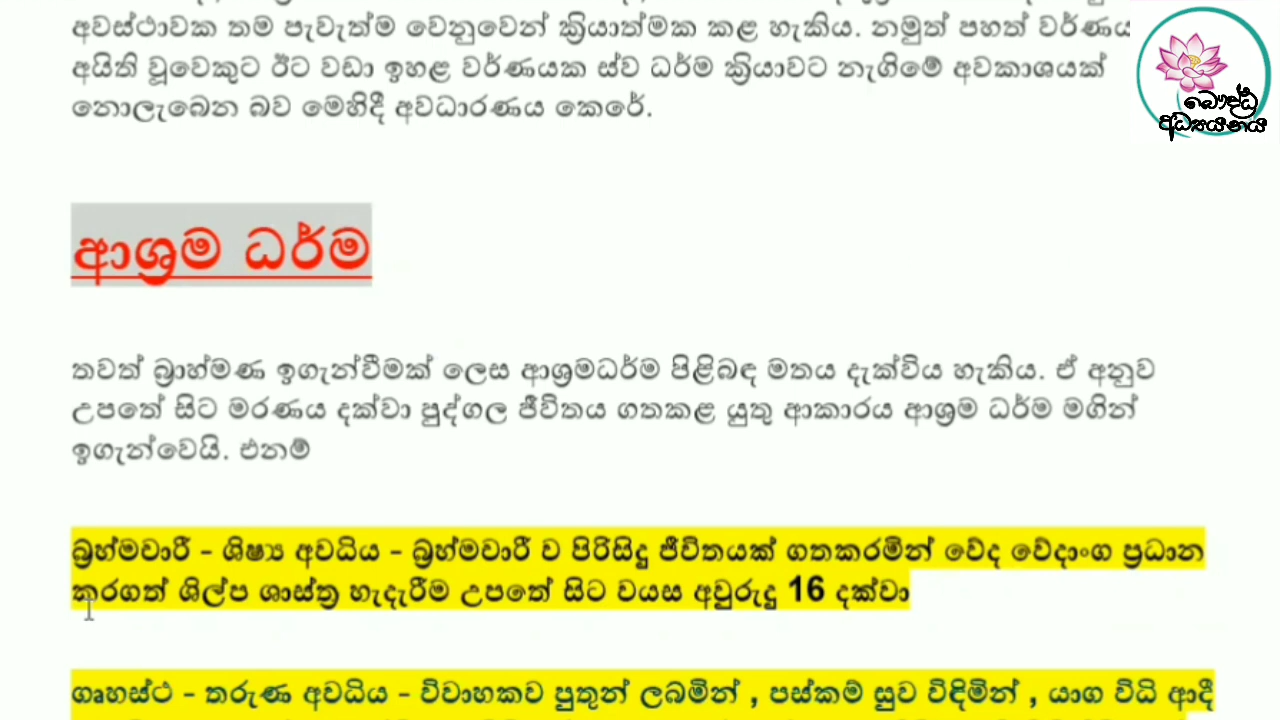 අවස්ථාවක තම පැවැත්ම වෙනුවෙන් ක්‍රියාත්මක කළ හැකිය. නමුත් පහත් වර්ණය
අයිති වූවෙකුට ඊට වඩා ඉහළ වර්ණයක ස්ව ධර්ම ක්‍රියාවට නැගිමේ අවකාශයක්
නොලැබෙන බව මෙහිදී අවධාරණය කෙරේ.
බෞද්ධ
අධ්‍යයනය
ආශ්‍රම ධර්ම
තවත් බ්‍රාහ්මණ ඉගැන්වීමක් ලෙස ආශ්‍රමධර්ම පිළිබඳ මතය දැක්විය හැකිය. ඒ අනුව
උපතේ සිට මරණය දක්වා පුද්ගල ජීවිතය ගතකළ යුතු ආකාරය ආශ්‍රම ධර්ම මගින්
ඉගැන්වෙයි. එනම්
බ්‍රහ්මචාරී - ශිෂ්‍ය අවධිය - බ්‍රහ්මචාරී ව පිරිසිදු ජීවිතයක් ගතකරමින් වේද වේදාංග ප්‍රධාන
කරගත් ශිල්ප ශාස්ත්‍ර හැදෑරීම උපතේ සිට වයස අවුරුදු 16 දක්වා
ගෘහස්ථ - තරුණ අවධිය - විවාහකව පුතුන් ලබමින් , පස්කම් සුව විඳිමින් , යාග විධි ආදී